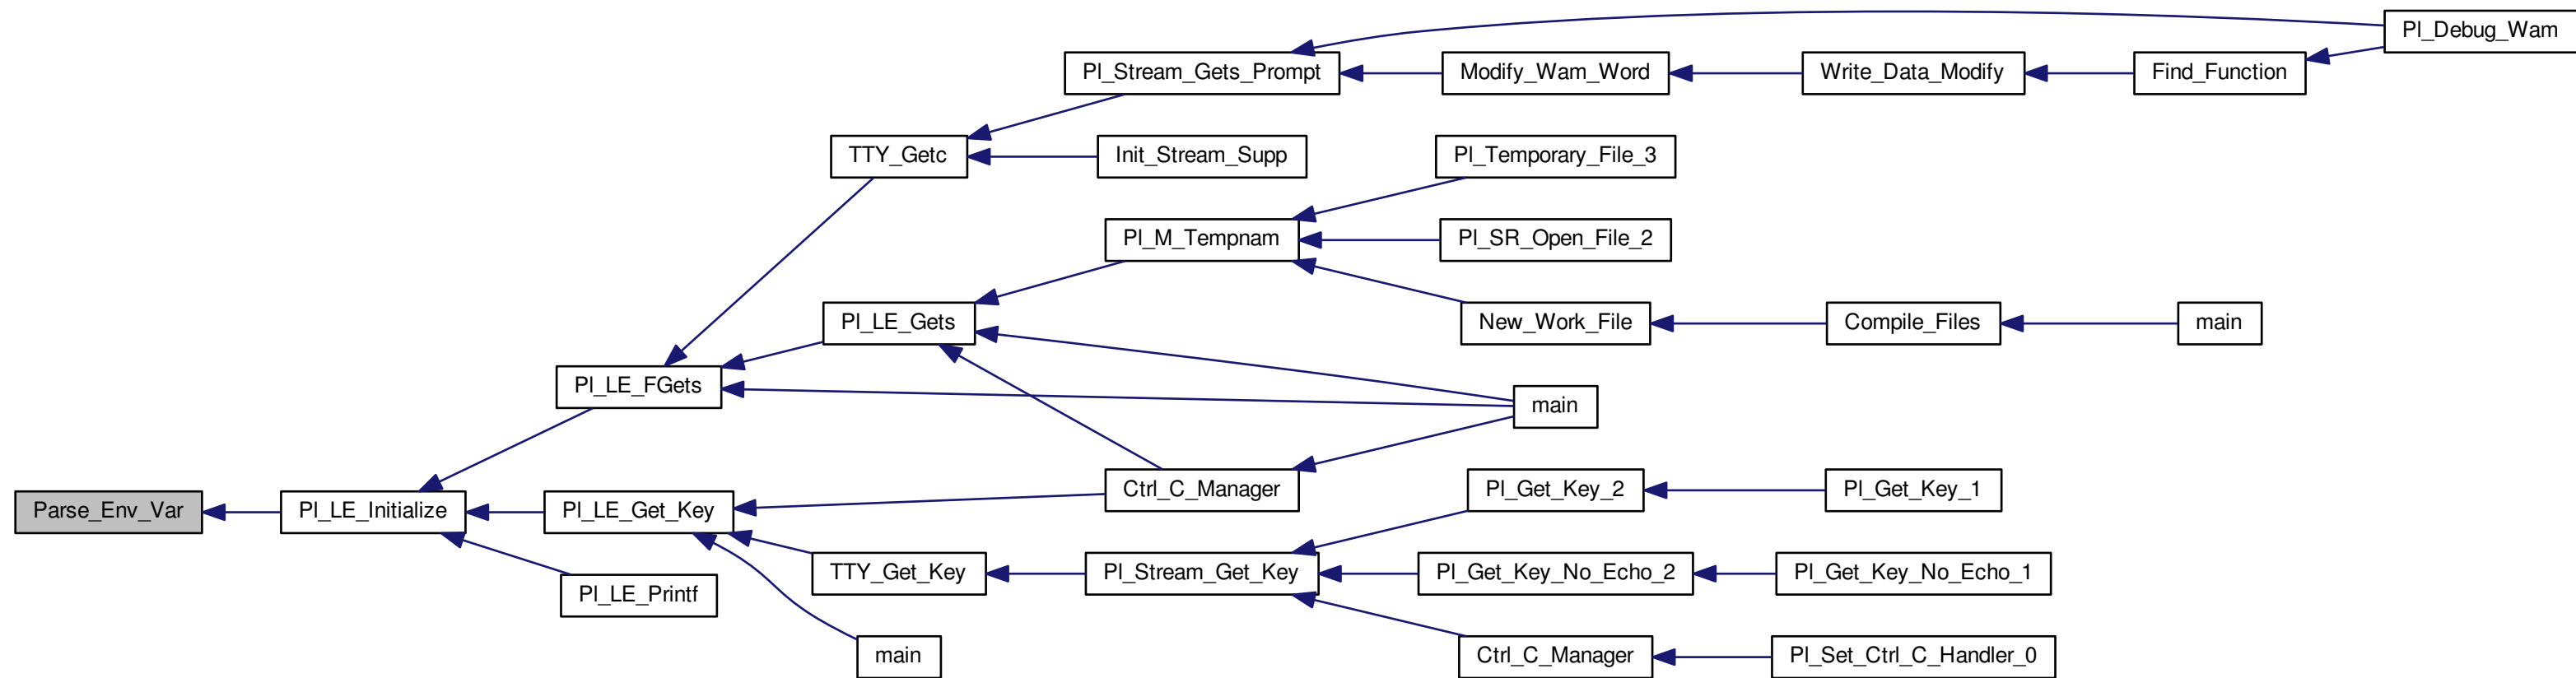 Pl_Debug_Wam
Pl_Stream_Gets_Prompt
Modify_Wam_Word
Write_Data_Modify
Find_Function
TTY_Getc
Init_Stream_Supp
Pl_Temporary_File_3
Pl_M_Tempnam
Pl_SR_Open_File_2
Pl_LE_Gets
New_Work_File
Compile_Files
main
Pl_LE_FGets
main
Ctrl_C_Manager
Pl_Get_Key_2
Pl_Get_Key_1
Parse_Env_Var
Pl_LE_Initialize
Pl_LE_Get_Key
TTY_Get_Key
Pl_Stream_Get_Key
Pl_Get_Key_No_Echo_2
Pl_Get_Key_No_Echo_1
Pl_LE_Printf
main
Ctrl_C_Manager
Pl_Set_Ctrl_C_Handler_0